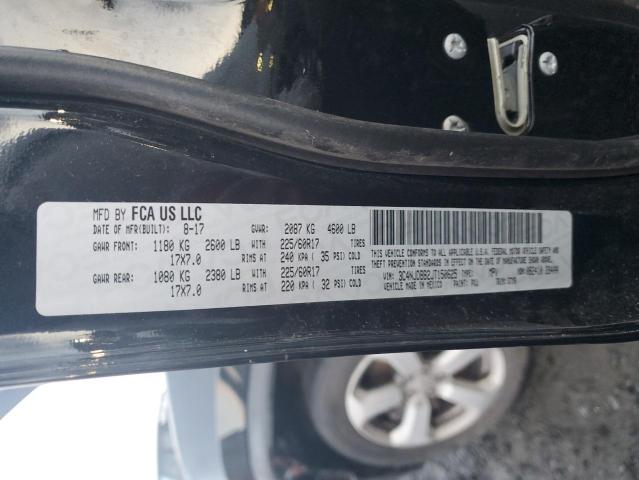 MFD BY FCA US LLC
DATE OF MFR(BUILT): 8-17 GVWR: 2087 KG 4600 LB
GAWR FRONT: 1180 KG 2600 LB WITH 225/60R17 TIRES
17X7.0 AT 240 KPA ( 35 PSI) COLD
GAWR REAR: 1080 KG 2380 LB WITH 225/60R17 TIRES
17X7.0 AT 220 KPA ( 32 PSI) COLD
THIS VEHICLE CONFORMS TO ALL APPLICABLE U.S.A. FEDERAL MOTOR VEHICLE SAFETY AND
THEFT PREVENTION STANDARDS IN EFFECT ON THE DATE OF MANUFACTURE SHOWN ABOVE.
VIN: TYPE: MPV
VEHICLE MADE IN MEXICO PAINT: